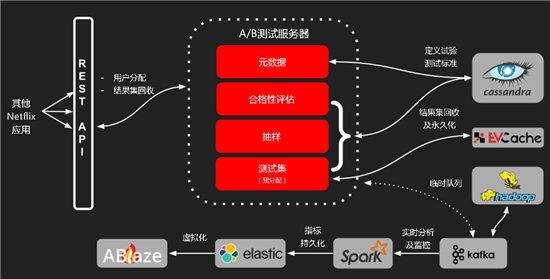 A/B测试服务器
其他
Netflix
应用
REST API
- 用户分配
- 结果集回收
元数据
合格性评估
抽样
测试集
(预分配)
定义试验
测试标准
cassandra
结果集回收
及永久化
EVCache
临时队列
hadoop
实时分析
及监控
kafka
Spark
指标
持久化
elastic
虚拟化
ABlaze